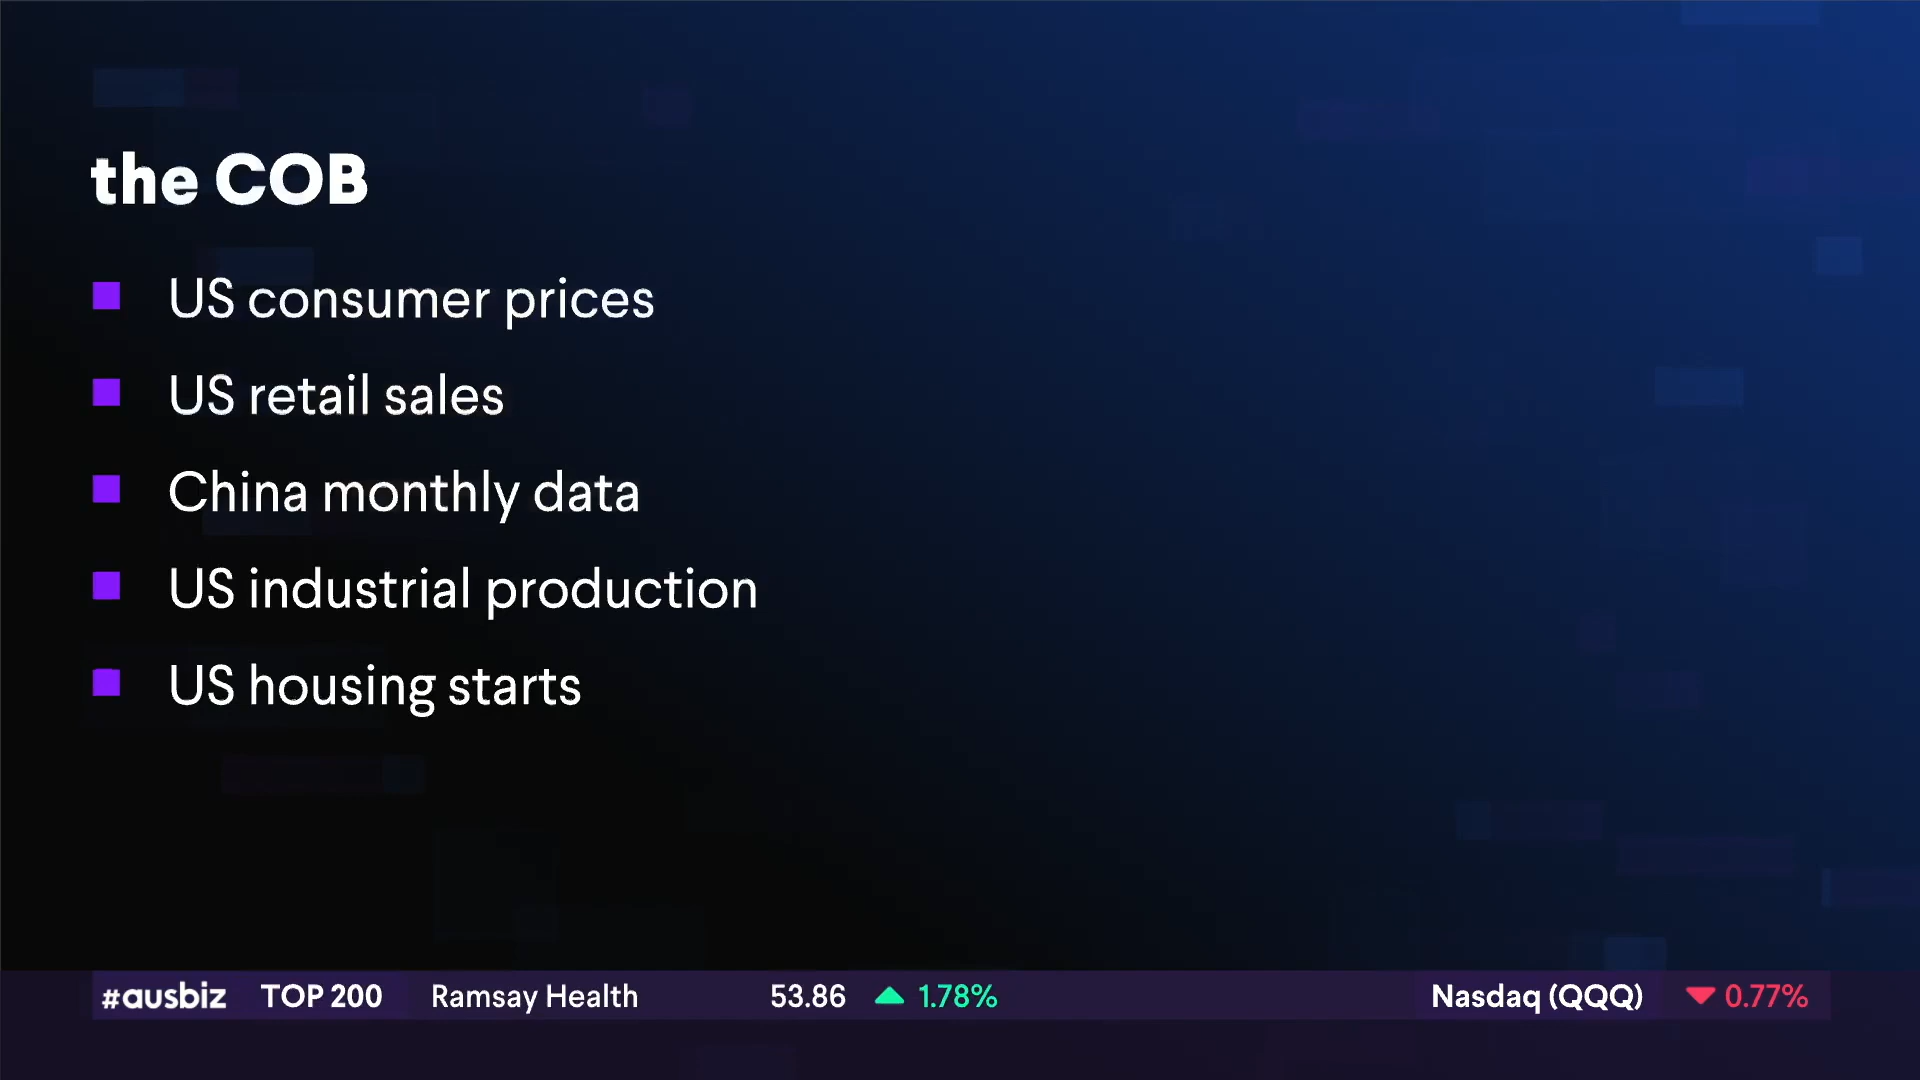 the COB
US consumer prices
US retail sales
China monthly data
US industrial production
US housing starts
#ausbiz TOP 200 Ramsay Health 53.86 1.78% Nasdaq (QQQ) 0.77%